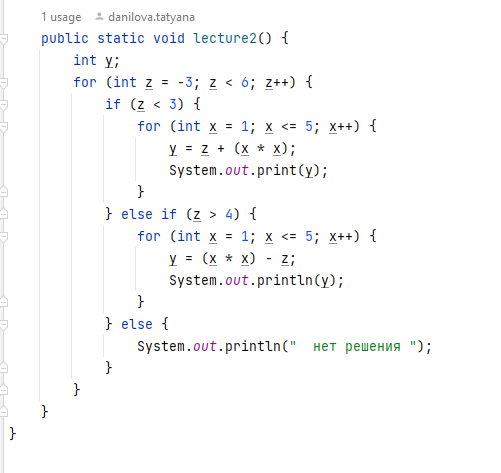 1 usage danilova.tatyana
public static void lecture2() {
int y;
for (int z = -3; z < 6; z++) {
if (z < 3) {
for (int x = 1; x <= 5; x++) {
y = z + (x * x);
System.out.print(y);
}
} else if (z > 4) {
for (int x = 1; x <= 5; x++) {
y = (x * x) - z;
System.out.println(y);
}
} else {
System.out.println("  нет решения ");
}
}
}
}